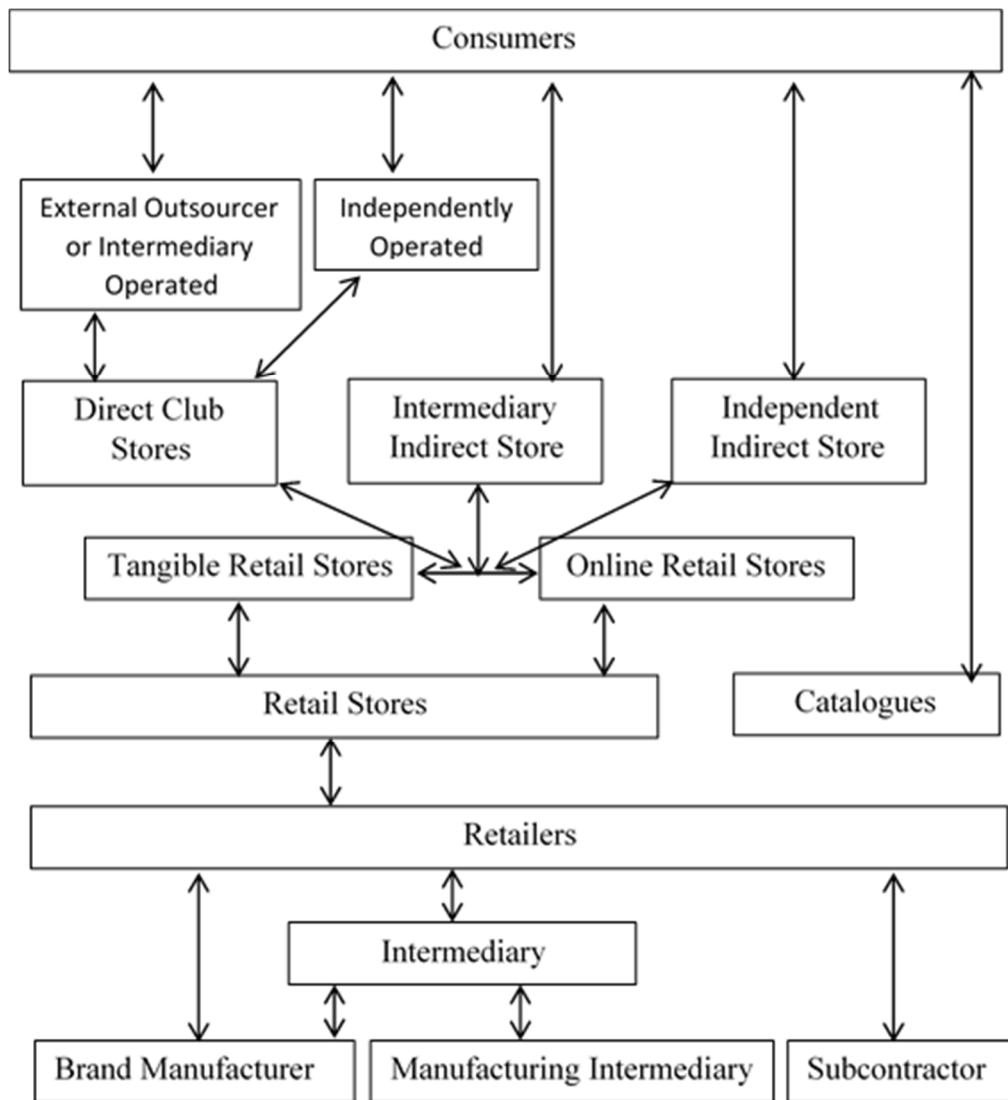 Consumers
External Outsourcer
or Intermediary
Operated
Independently
Operated
Direct Club
Stores
Intermediary
Indirect Store
Independent
Indirect Store
Tangible Retail Stores
Online Retail Stores
Retail Stores
Catalogues
Retailers
Intermediary
Brand Manufacturer
Manufacturing Intermediary
Subcontractor